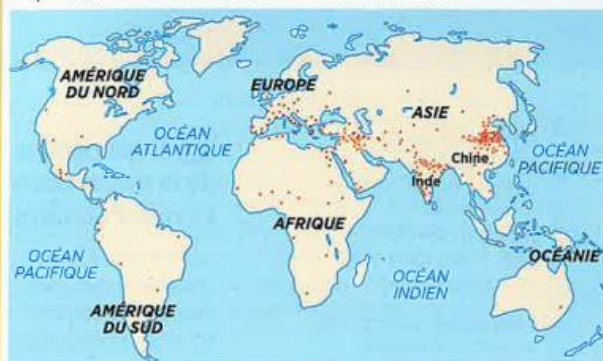 AMÉRIQUE
DU NORD
EUROPE
ASIE
OCÉAN
ATLANTIQUE
Chine
OCÉAN
PACIFIQUE
Inde
AFRIQUE
OCÉAN
PACIFIQUE
OCÉAN
INDIEN
OCÉANIE
AMÉRIQUE
DU SUD